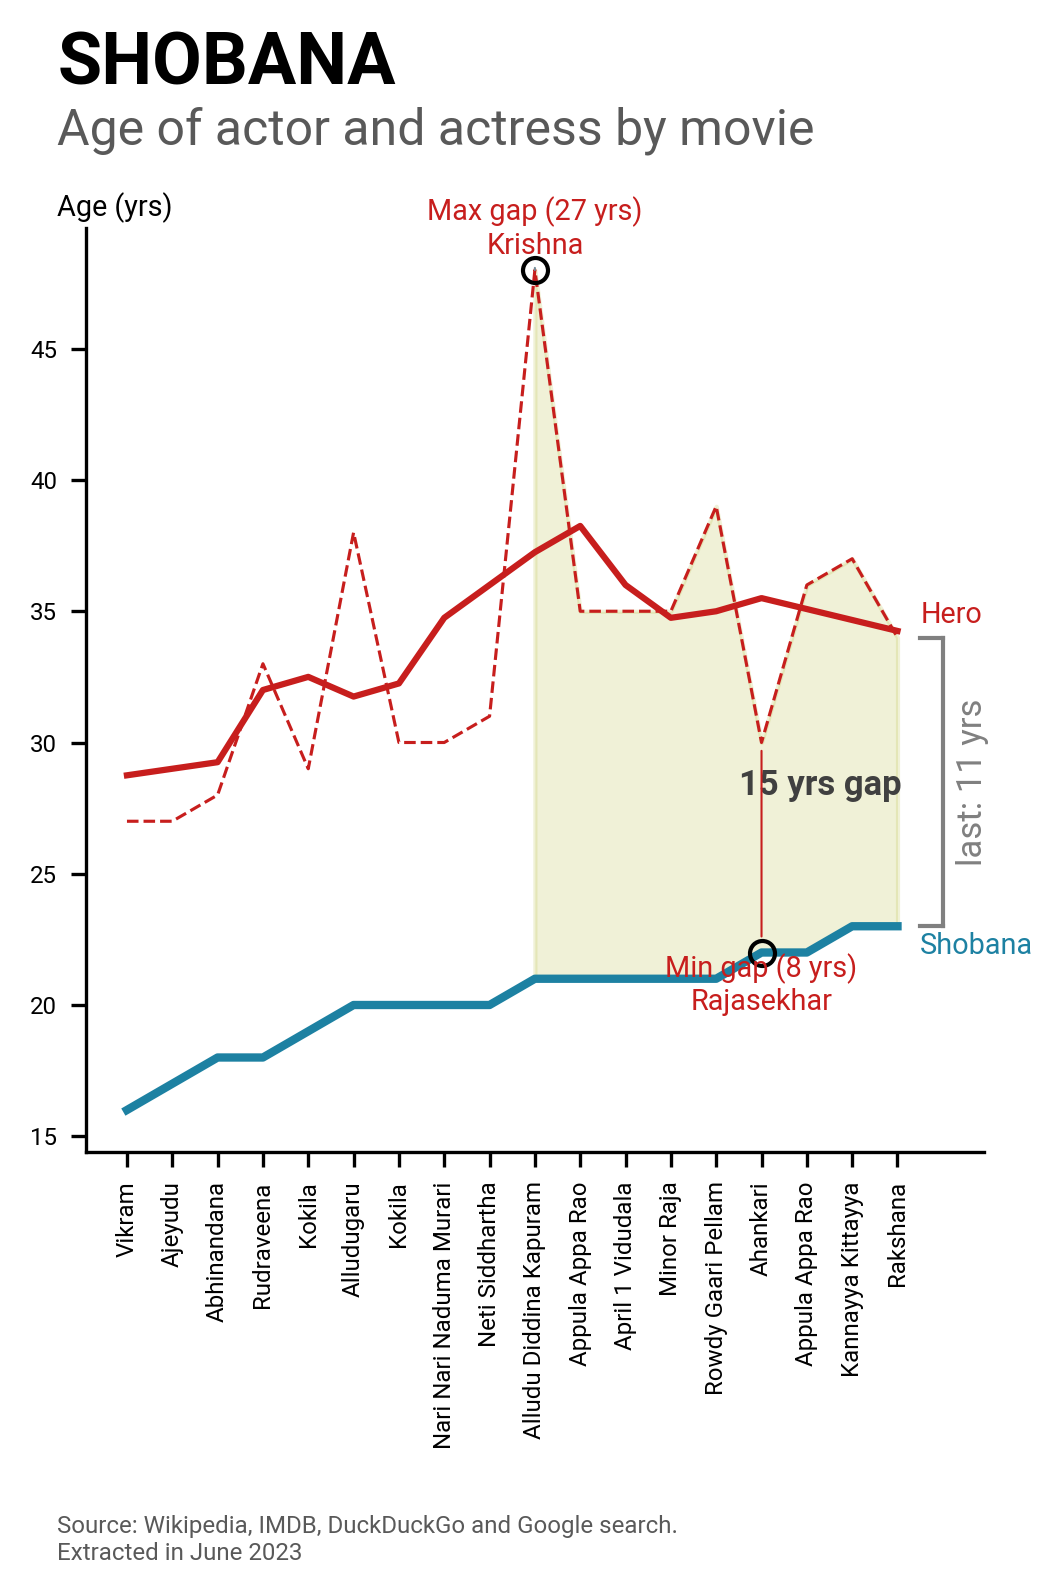 SHOBANA
Age of actor and actress by movie
Age (yrs)
Max gap (27 yrs)
Krishna
45
40
35
30
25
20
15
Hero
last: 11 yrs
15 yrs gap
Shobana
Min gap (8 yrs)
Rajasekhar
Vikram
Ajeyudu
Abhinandana
Rudraveena
Kokila
Alludugaru
Kokila
Nari Nari Naduma Murari
Neti Siddhartha
Alludu Diddina Kapuram
Appula Appa Rao
April 1 Vidudala
Minor Raja
Rowdy Gaari Pellam
Ahankari
Appula Appa Rao
Kannayya Kittayya
Rakshana
Source: Wikipedia, IMDB, DuckDuckGo and Google search.
Extracted in June 2023